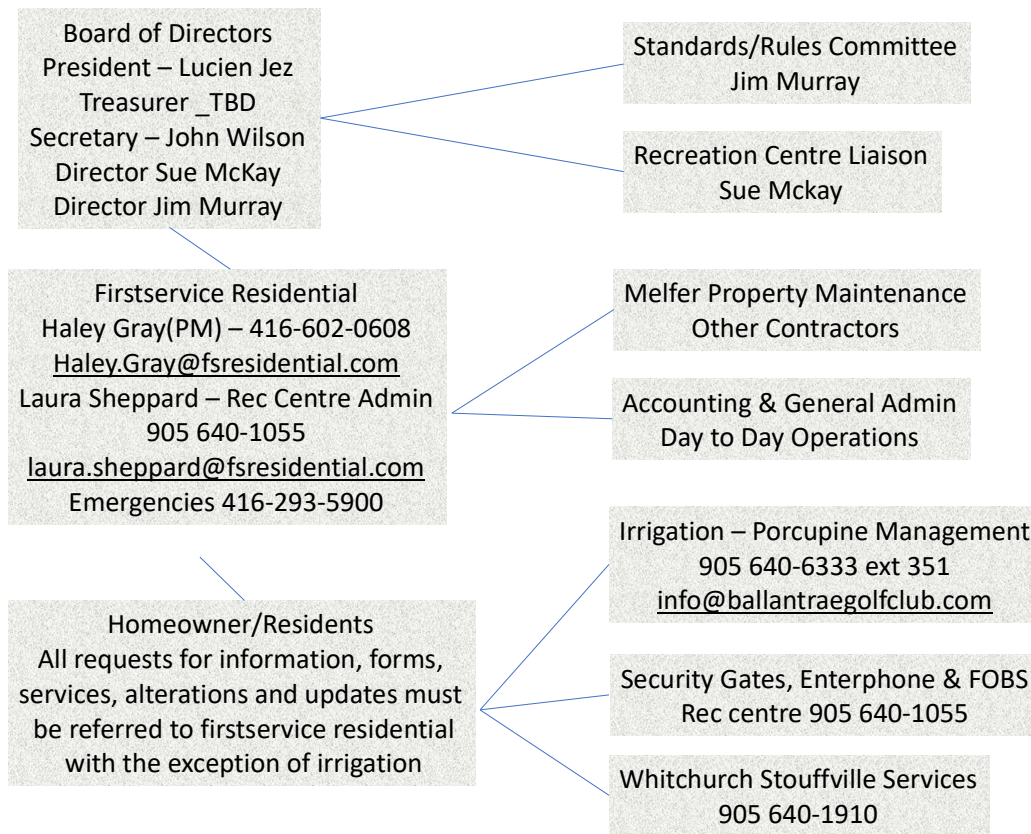 Board of Directors
President – Lucien Jez
Treasurer _TBD
Secretary – John Wilson
Director Sue McKay
Director Jim Murray
Standards/Rules Committee
Jim Murray
Recreation Centre Liaison
Sue Mckay
Firstservice Residential
Haley Gray(PM) – 416-602-0608
Haley.Gray@fsresidential.com
Laura Sheppard – Rec Centre Admin
905 640-1055
laura.sheppard@fsresidential.com
Emergencies 416-293-5900
Melfer Property Maintenance
Other Contractors
Accounting & General Admin
Day to Day Operations
Homeowner/Residents
All requests for information, forms,
services, alterations and updates must
be referred to firstservice residential
with the exception of irrigation
Irrigation – Porcupine Management
905 640-6333 ext 351
info@ballantraegolfclub.com
Security Gates, Enterphone & FOBS
Rec centre 905 640-1055
Whitchurch Stouffville Services
905 640-1910